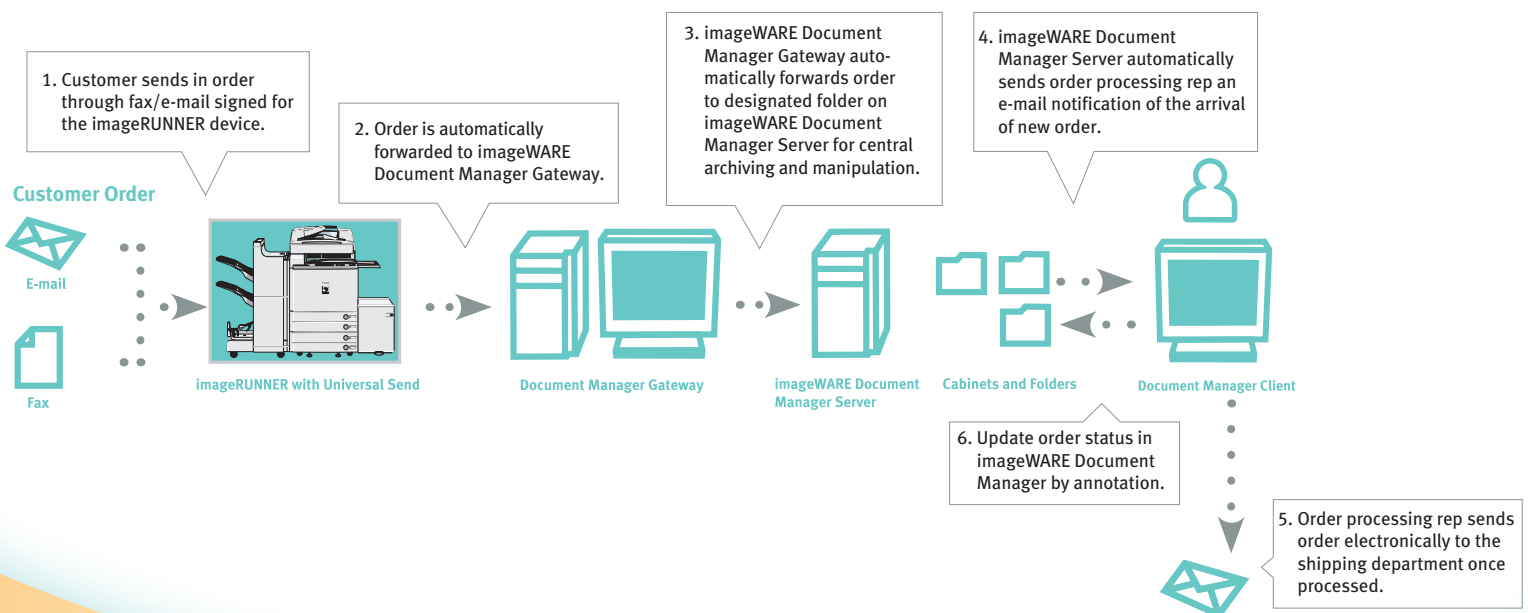 1. Customer sends in order
through fax/e-mail signed for
the imageRUNNER device.
2. Order is automatically
forwarded to imageWARE
Document Manager Gateway.
3. imageWARE Document
Manager Gateway auto-
matically forwards order
to designated folder on
imageWARE Document
Manager Server for central
archiving and manipulation.
4. imageWARE Document
Manager Server automatically
sends order processing rep an
e-mail notification of the arrival
of new order.
Customer Order
E-mail
Fax
imageRUNNER with Universal Send
Document Manager Gateway
imageWARE Document
Manager Server
Cabinets and Folders
Document Manager Client
6. Update order status in
imageWARE Document
Manager by annotation.
5. Order processing rep sends
order electronically to the
shipping department once
processed.